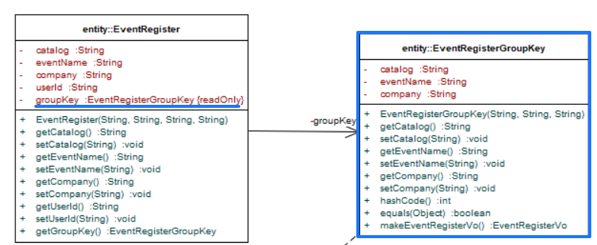 entity::EventRegister
- catalog :String
- eventName :String
- company :String
- userId :String
- groupKey :EventRegisterGroupKey {readOnly}
+ EventRegister(String, String, String, String)
+ getCatalog() :String
+ setCatalog(String) :void
+ getEventName() :String
+ setEventName(String) :void
+ getCompany() :String
+ setCompany(String) :void
+ getUserId() :String
+ setUserId(String) :void
+ getGroupKey() :EventRegisterGroupKey
-groupKey
entity::EventRegisterGroupKey
- catalog :String
- eventName :String
- company :String
+ EventRegisterGroupKey(String, String, String)
+ getCatalog() :String
+ setCatalog(String) :void
+ getEventName() :String
+ setEventName(String) :void
+ getCompany() :String
+ setCompany(String) :void
+ hashCode() :int
+ equals(Object) :boolean
+ makeEventRegisterVo() :EventRegisterVo